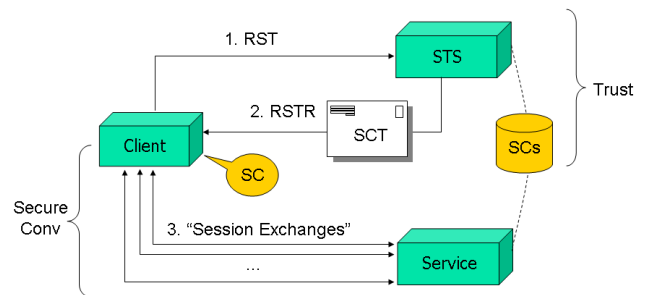 1. RST
STS
Trust
2. RSTR
SCT
Client
SCs
SC
Secure
Conv
3. “Session Exchanges”
...
Service